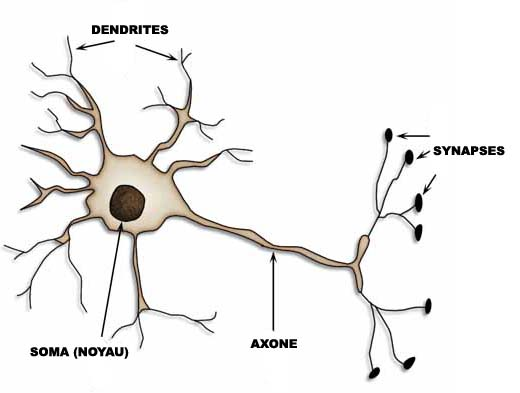 DENDRITES
SYNAPSES
AXONE
SOMA (NOYAU)